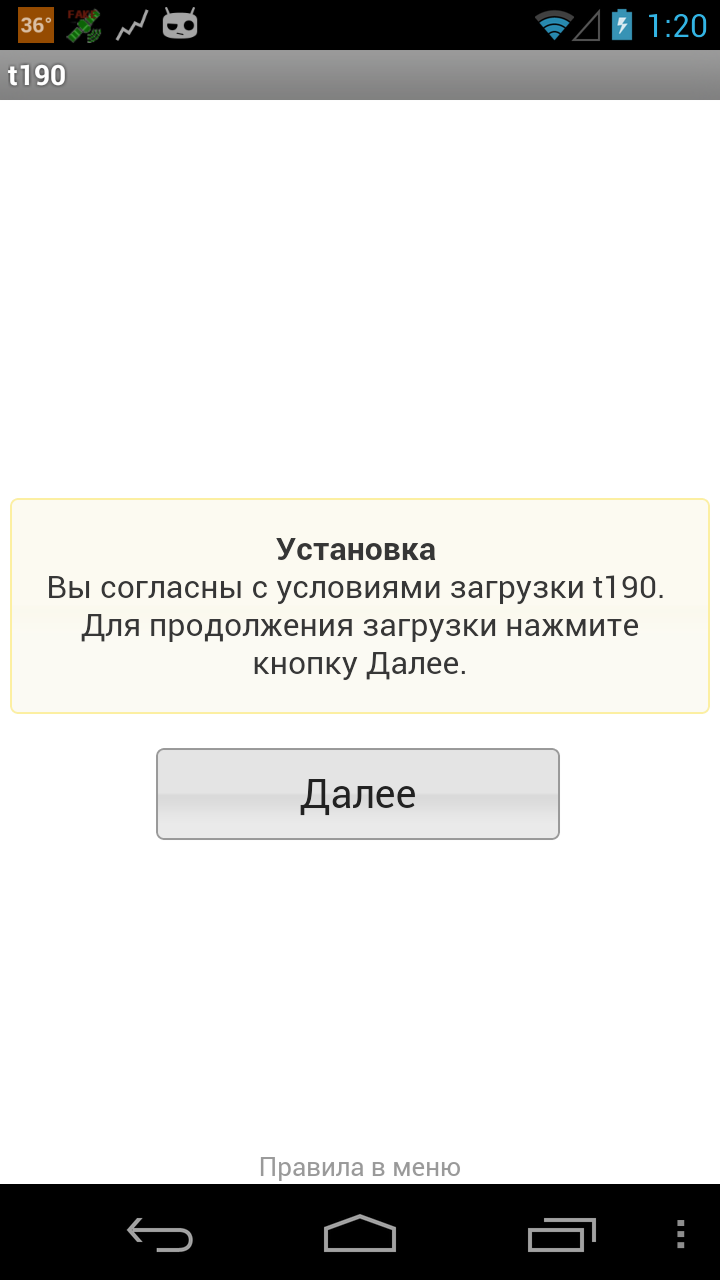 36°
FAKE
1:20
t190
Установка
Вы согласны с условиями загрузки t190.
Для продолжения загрузки нажмите
кнопку Далее.
Далее
Правила в меню